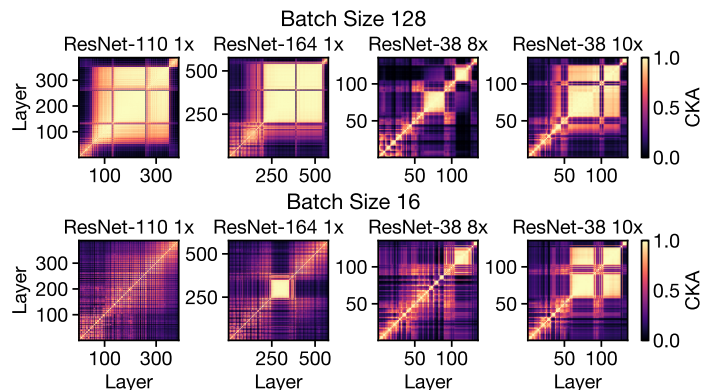 Batch Size 128
ResNet-110 1x ResNet-164 1x ResNet-38 8x ResNet-38 10x
Layer
300
200
100
500
250
100
50
100
50
1.0
0.5
0.0
CKA
100 300 250 500 50 100 50 100
Batch Size 16
ResNet-110 1x ResNet-164 1x ResNet-38 8x ResNet-38 10x
Layer
300
200
100
500
250
100
50
100
50
1.0
0.5
0.0
CKA
100 300 250 500 50 100 50 100
Layer Layer Layer Layer